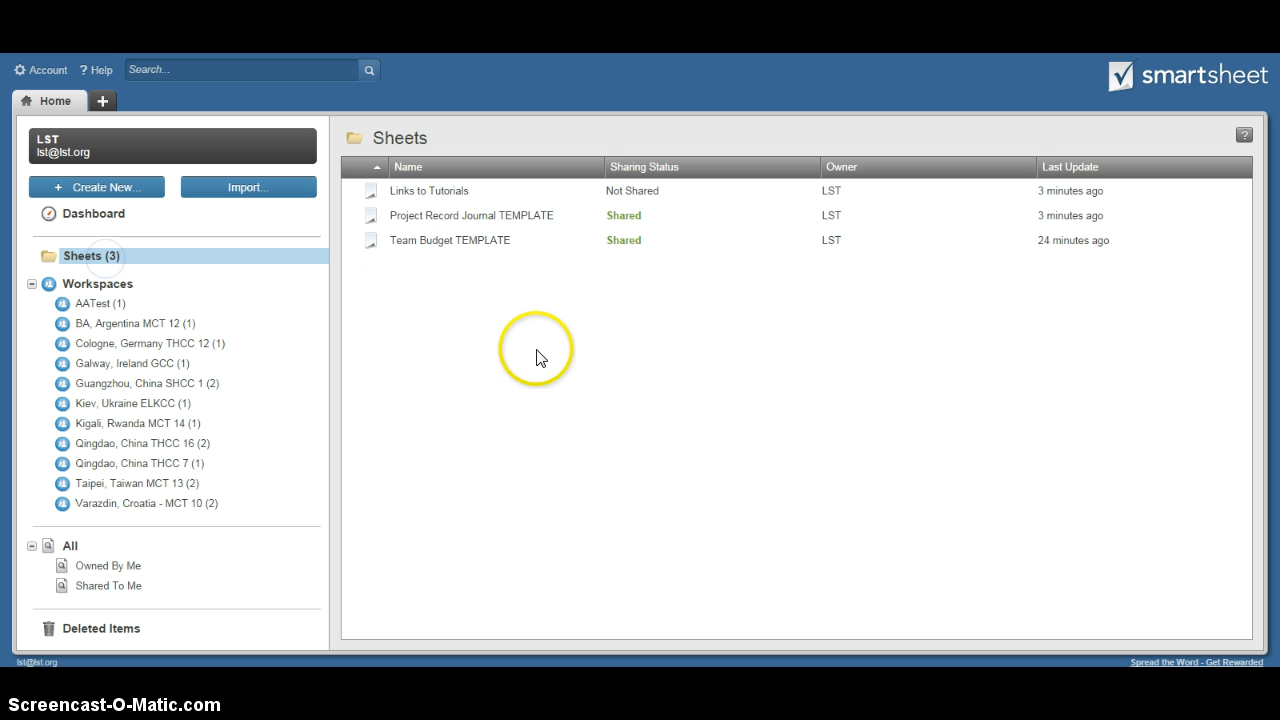 Account ? Help Search...
smartsheet
Home +
LST
lst@lst.org
+ Create New... Import...
Dashboard
Sheets (3)
Workspaces
AATest (1)
BA, Argentina MCT 12 (1)
Cologne, Germany THCC 12 (1)
Galway, Ireland GCC (1)
Guangzhou, China SHCC 1 (2)
Kiev, Ukraine ELKCC (1)
Kigali, Rwanda MCT 14 (1)
Qingdao, China THCC 16 (2)
Qingdao, China THCC 7 (1)
Taipei, Taiwan MCT 13 (2)
Varazdin, Croatia - MCT 10 (2)
All
Owned By Me
Shared To Me
Deleted Items
Sheets ?
Name Sharing Status Owner Last Update
Links to Tutorials Not Shared LST 3 minutes ago
Project Record Journal TEMPLATE Shared LST 3 minutes ago
Team Budget TEMPLATE Shared LST 24 minutes ago
lst@lst.org Spread the Word - Get Rewarded
Screencast-O-Matic.com